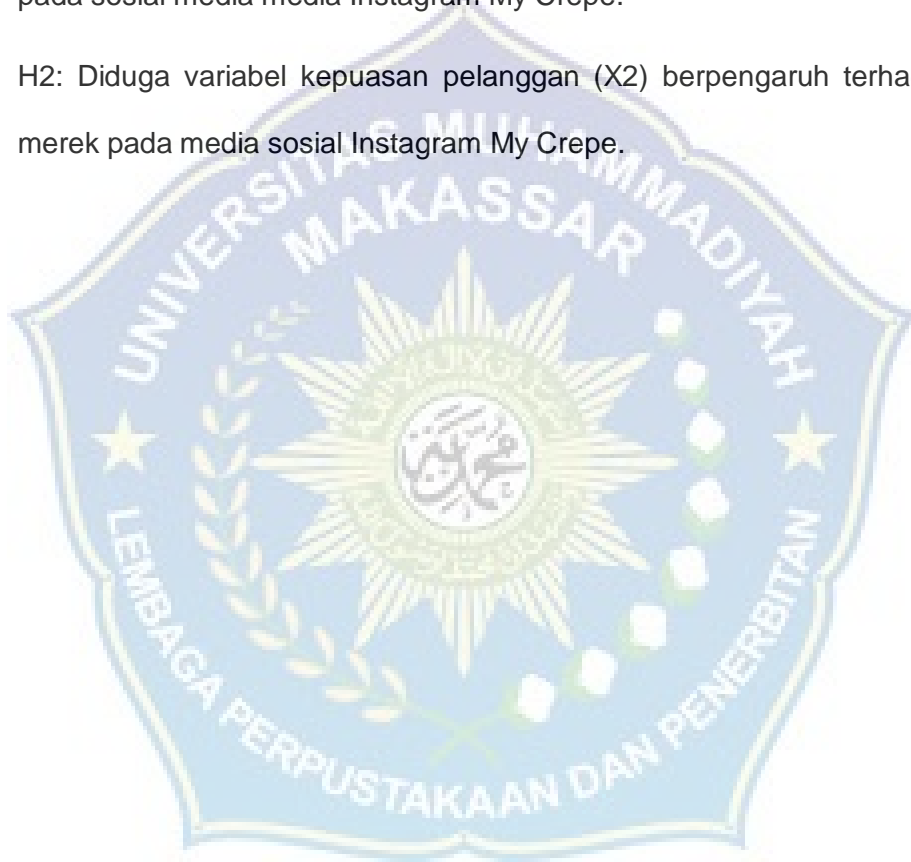 pada sosial media media Instagram My Crepe.
H2: Diduga variabel kepuasan pelanggan (X2) berpengaruh terha
merek pada media sosial Instagram My Crepe.
UNIVERSITAS MUHAMMADIYAH
MAKASSAR
LEMBAGA PERPUSTAKAAN DAN PENERBITAN